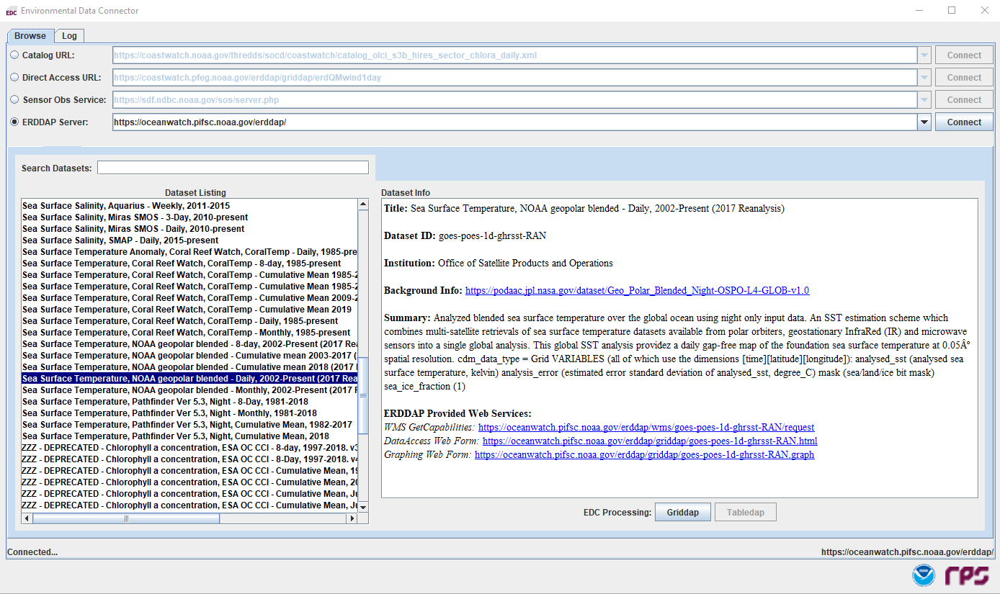 EDC Environmental Data Connector
Browse Log
Catalog URL: https://coastwatch.noaa.gov/thredds/socd/coastwatch/catalog_olci_s3b_hires_sector_chlora_daily.xml Connect
Direct Access URL: https://coastwatch.pfeg.noaa.gov/erddap/griddap/erdQMwind1day Connect
Sensor Obs Service: https://sdf.ndbc.noaa.gov/sos/server.php Connect
ERDDAP Server: https://oceanwatch.pifsc.noaa.gov/erddap/ Connect
Search Datasets:
Dataset Listing
Sea Surface Salinity, Aquarius - Weekly, 2011-2015
Sea Surface Salinity, Miras SMOS - 3-Day, 2010-present
Sea Surface Salinity, Miras SMOS - Daily, 2010-present
Sea Surface Salinity, SMAP - Daily, 2015-present
Sea Surface Temperature Anomaly, Coral Reef Watch, CoralTemp - Daily, 1985-pre
Sea Surface Temperature, Coral Reef Watch, CoralTemp - 8-day, 1985-present
Sea Surface Temperature, Coral Reef Watch, CoralTemp - Cumulative Mean 1985-2
Sea Surface Temperature, Coral Reef Watch, CoralTemp - Cumulative Mean 1985-2
Sea Surface Temperature, Coral Reef Watch, CoralTemp - Cumulative Mean 2009-2
Sea Surface Temperature, Coral Reef Watch, CoralTemp - Cumulative Mean 2019
Sea Surface Temperature, Coral Reef Watch, CoralTemp - Daily, 1985-present
Sea Surface Temperature, Coral Reef Watch, CoralTemp - Monthly, 1985-present
Sea Surface Temperature, NOAA geopolar blended - 8-day, 2002-Present (2017 Rea
Sea Surface Temperature, NOAA geopolar blended - Cumulative mean 2003-2017 (
Sea Surface Temperature, NOAA geopolar blended - Cumulative mean 2018 (2017 
Sea Surface Temperature, NOAA geopolar blended - Daily, 2002-Present (2017 Rea
Sea Surface Temperature, NOAA geopolar blended - Monthly, 2002-Present (2017 
Sea Surface Temperature, Pathfinder Ver 5.3, Night - 8-Day, 1981-2018
Sea Surface Temperature, Pathfinder Ver 5.3, Night - Monthly, 1981-2018
Sea Surface Temperature, Pathfinder Ver 5.3, Night, Cumulative Mean, 1982-2017
Sea Surface Temperature, Pathfinder Ver 5.3, Night, Cumulative Mean, 2018
ZZZ - DEPRECATED - Chlorophyll a concentration, ESA OC CCI - 8-day, 1997-2018. v3
ZZZ - DEPRECATED - Chlorophyll a concentration, ESA OC CCI - 8-Day, 1997-2018. v4
ZZZ - DEPRECATED - Chlorophyll a concentration, ESA OC CCI - Cumulative Mean, 19
ZZZ - DEPRECATED - Chlorophyll a concentration, ESA OC CCI - Cumulative Mean, 20
ZZZ - DEPRECATED - Chlorophyll a concentration, ESA OC CCI - Cumulative Mean, Ju
ZZZ - DEPRECATED - Chlorophyll a concentration, ESA OC CCI - Cumulative Mean, Ju
Dataset Info
Title: Sea Surface Temperature, NOAA geopolar blended - Daily, 2002-Present (2017 Reanalysis)
Dataset ID: goes-poes-1d-ghrsst-RAN
Institution: Office of Satellite Products and Operations
Background Info: https://podaac.jpl.nasa.gov/dataset/Geo_Polar_Blended_Night-OSPO-L4-GLOB-v1.0
Summary: Analyzed blended sea surface temperature over the global ocean using night only input data. An SST estimation scheme which
combines multi-satellite retrievals of sea surface temperature datasets available from polar orbiters, geostationary InfraRed (IR) and microwave
sensors into a single global analysis. This global SST analysis providez a daily gap-free map of the foundation sea surface temperature at 0.05Âº
spatial resolution. cdm_data_type = Grid VARIABLES (all of which use the dimensions [time][latitude][longitude]): analysed_sst (analysed sea
surface temperature, kelvin) analysis_error (estimated error standard deviation of analysed_sst, degree_C) mask (sea/land/ice bit mask)
sea_ice_fraction (1)
ERDDAP Provided Web Services:
WMS GetCapabilities: https://oceanwatch.pifsc.noaa.gov/erddap/wms/goes-poes-1d-ghrsst-RAN/request
DataAccess Web Form: https://oceanwatch.pifsc.noaa.gov/erddap/griddap/goes-poes-1d-ghrsst-RAN.html
Graphing Web Form: https://oceanwatch.pifsc.noaa.gov/erddap/griddap/goes-poes-1d-ghrsst-RAN.graph
EDC Processing: Griddap Tabledap
Connected... https://oceanwatch.pifsc.noaa.gov/erddap/
NOAA rps